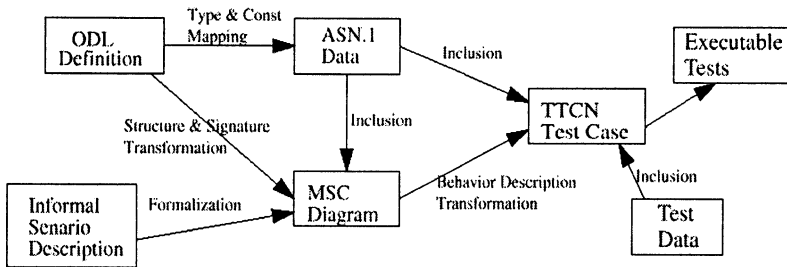 Type & Const
Mapping
ODL
Definition
ASN.1
Data
Inclusion
Executable
Tests
TTCN
Test Case
Structure & Signature
Transformation
Inclusion
MSC
Diagram
Behavior Description
Transformation
Inclusion
Informal
Senario
Description
Formalization
Test
Data